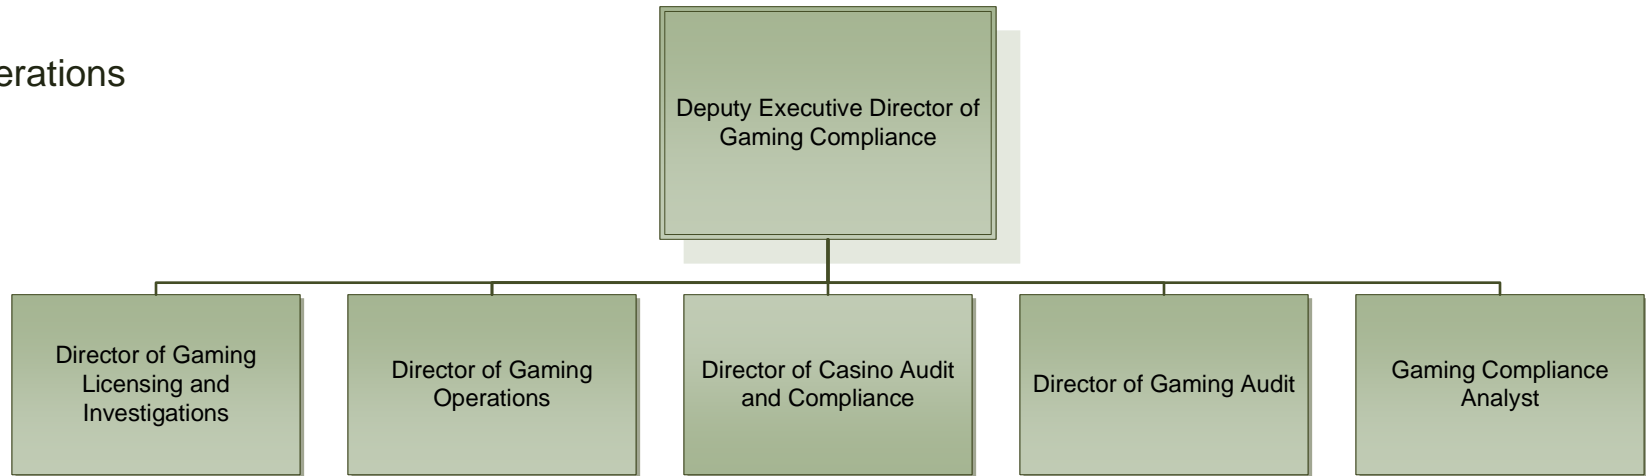 erations
Deputy Executive Director of
Gaming Compliance
Director of Gaming
Licensing and
Investigations
Director of Gaming
Operations
Director of Casino Audit
and Compliance
Director of Gaming Audit
Gaming Compliance
Analyst